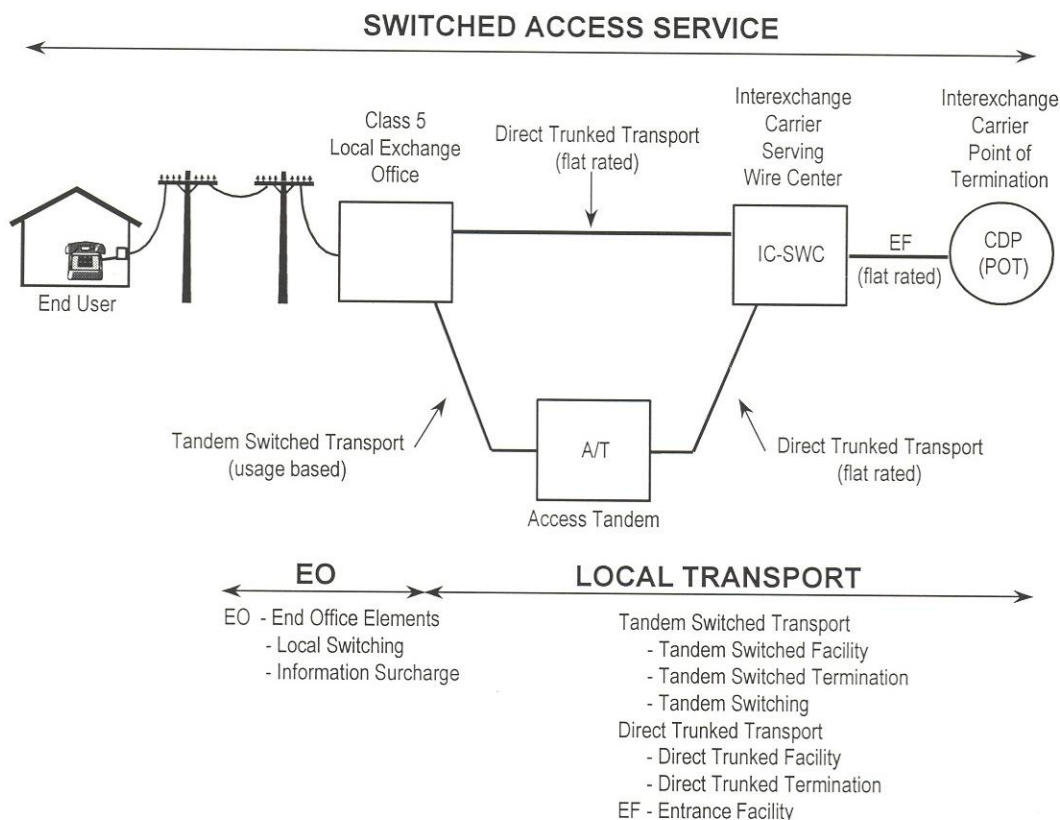 SWITCHED ACCESS SERVICE
Class 5
Local Exchange
Office
Direct Trunked Transport
(flat rated)
Interexchange
Carrier
Serving
Wire Center
Interexchange
Carrier
Point of
Termination
End User
IC-SWC
EF
(flat rated)
CDP
(POT)
Tandem Switched Transport
(usage based)
A/T
Access Tandem
Direct Trunked Transport
(flat rated)
EO
LOCAL TRANSPORT
EO - End Office Elements
- Local Switching
- Information Surcharge
Tandem Switched Transport
- Tandem Switched Facility
- Tandem Switched Termination
- Tandem Switching
Direct Trunked Transport
- Direct Trunked Facility
- Direct Trunked Termination
EF - Entrance Facility